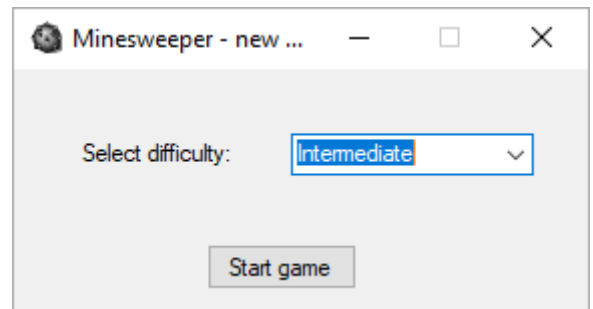 Minesweeper - new ...
Select difficulty: Intermediate
Start game